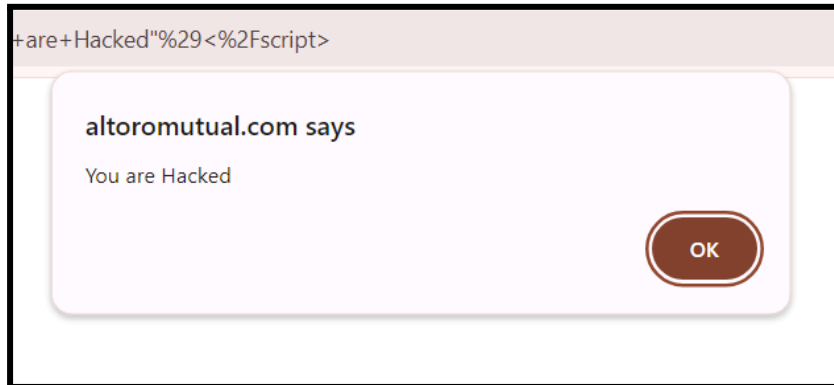 +are+Hacked"%29<%2Fscript>
altoromutual.com says
You are Hacked
OK